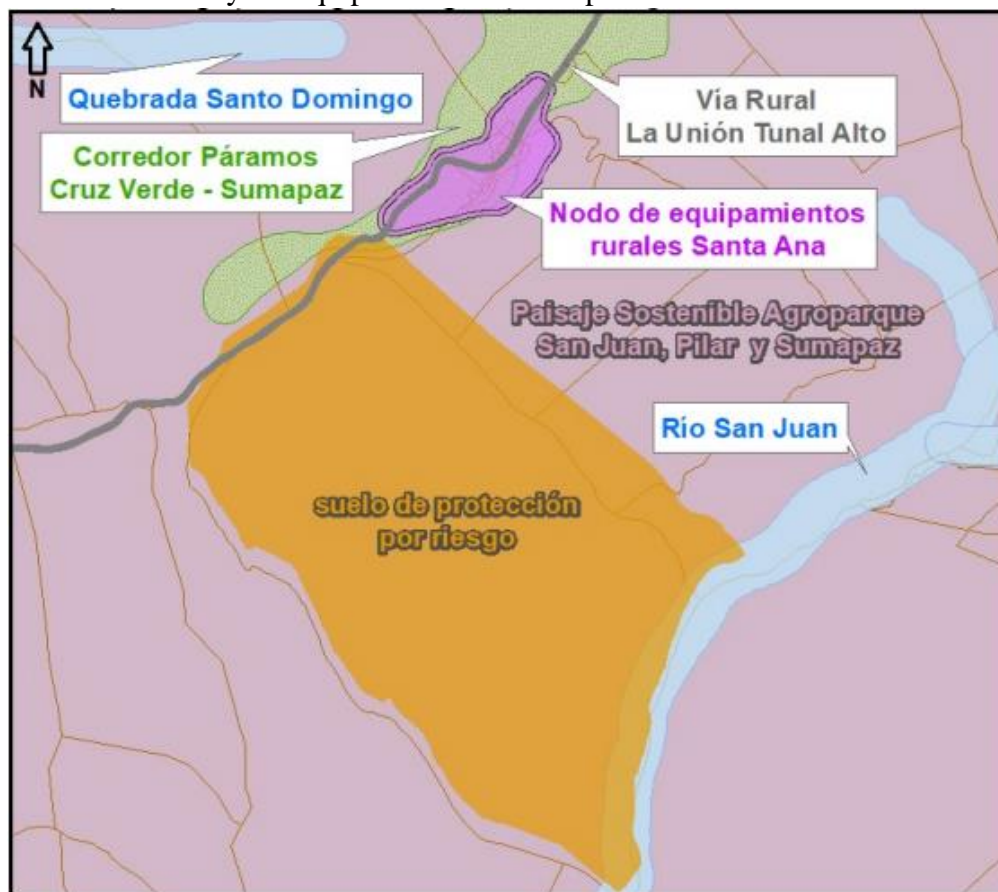 N
Quebrada Santo Domingo
Corredor Páramos
Cruz Verde - Sumapaz
Vía Rural
La Unión Tunal Alto
Nodo de equipamientos
rurales Santa Ana
Paisaje Sostenible Agroparque
San Juan, Pilar y Sumapaz
Río San Juan
suelo de protección
por riesgo